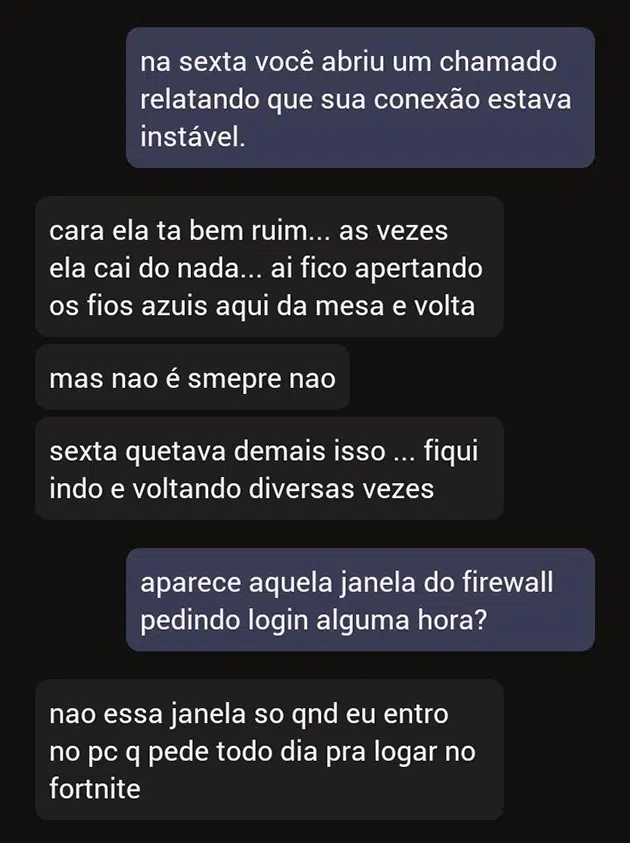 na sexta você abriu um chamado
relatando que sua conexão estava
instável.
cara ela ta bem ruim... as vezes
ela cai do nada... ai fico apertando
os fios azuis aqui da mesa e volta
mas nao é smepre nao
sexta quetava demais isso ... fiqui
indo e voltando diversas vezes
aparece aquela janela do firewall
pedindo login alguma hora?
nao essa janela so qnd eu entro
no pc q pede todo dia pra logar no
fortnite